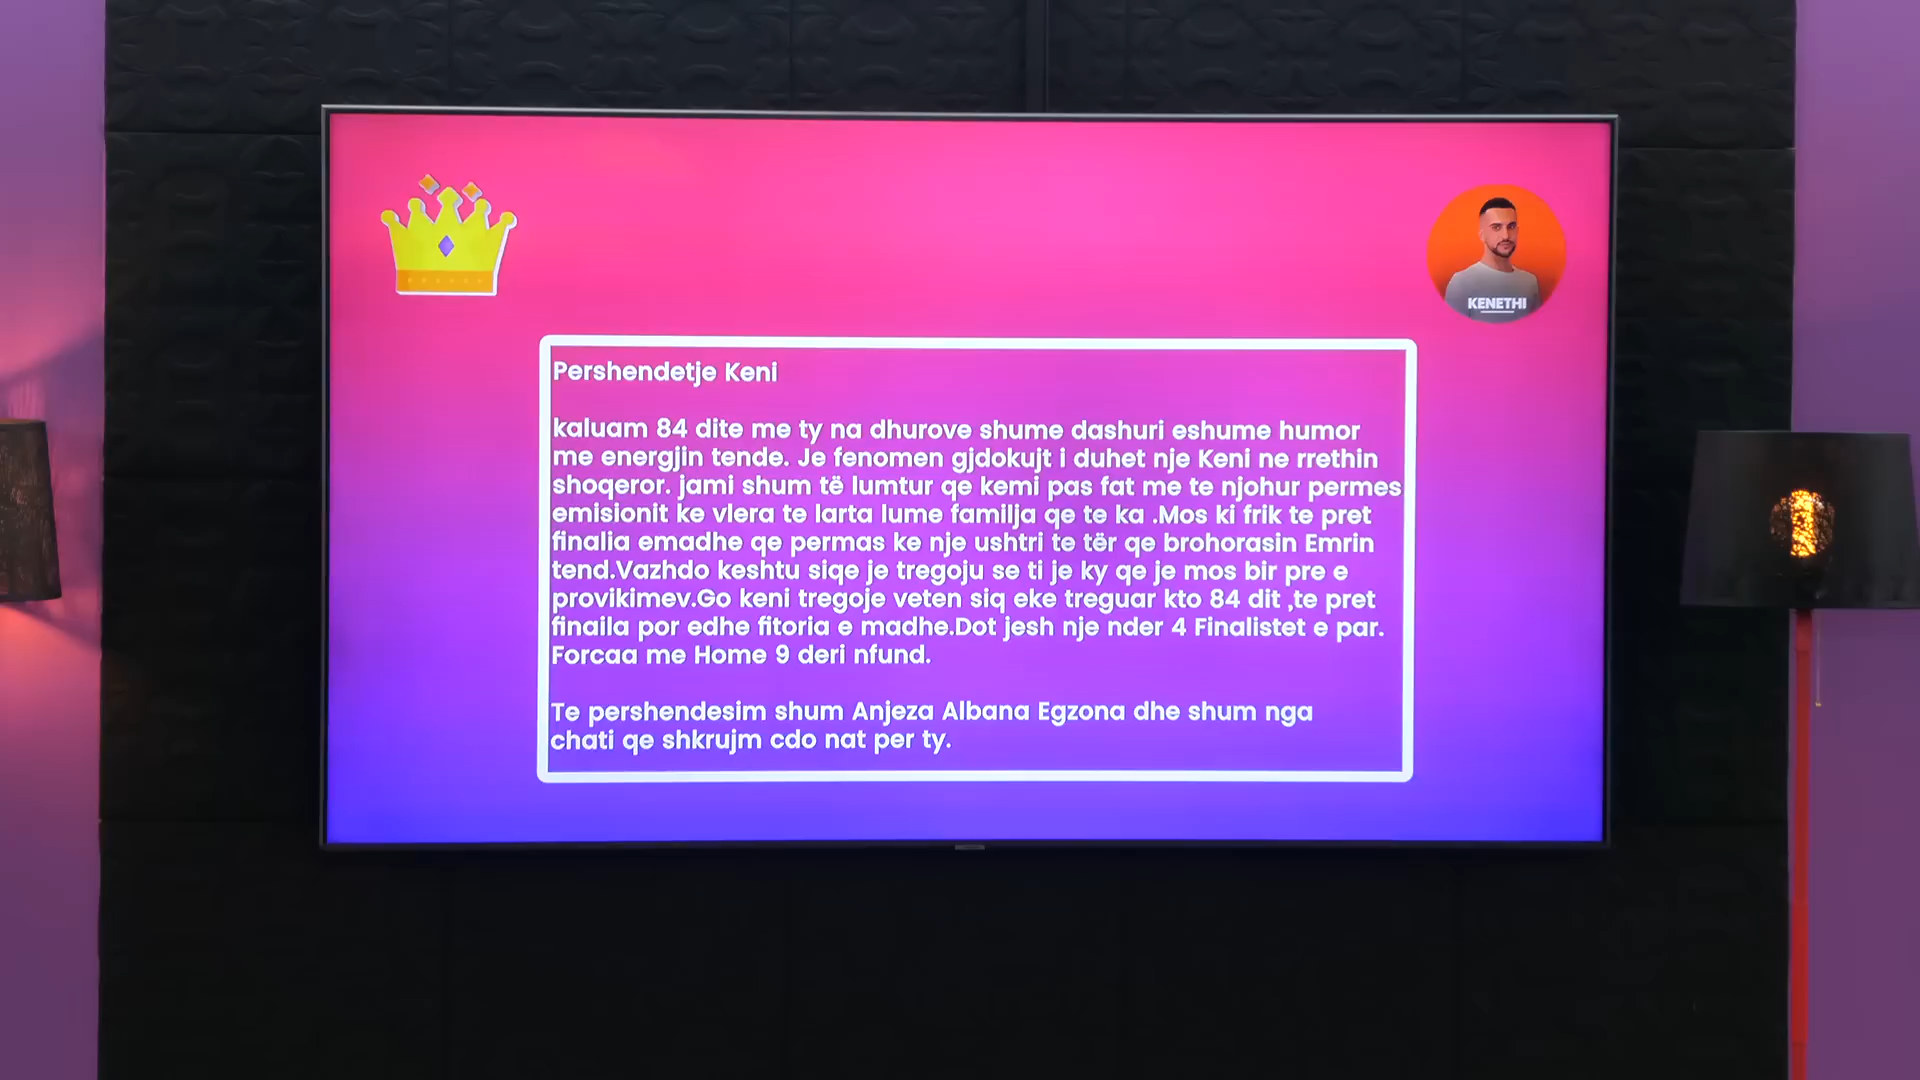 KENETHI
Pershendetje Keni
kaluam 84 dite me ty na dhurove shume dashuri eshume humor
me energjin tende. Je fenomen gjdokujt i duhet nje Keni ne rrethin
shoqeror. jami shum të lumtur qe kemi pas fat me te njohur permes
emisionit ke vlera te larta lume familja qe te ka .Mos ki frik te pret
finalia emadhe qe permas ke nje ushtri te tër qe brohorasin Emrin
tend.Vazhdo keshtu siqe je tregoju se ti je ky qe je mos bir pre e
provikimev.Go keni tregoje veten siq eke treguar kto 84 dit ,te pret
finaila por edhe fitoria e madhe.Dot jesh nje nder 4 Finalistet e par.
Forcaa me Home 9 deri nfund.
Te pershendesim shum Anjeza Albana Egzona dhe shum nga
chati qe shkrujm cdo nat per ty.